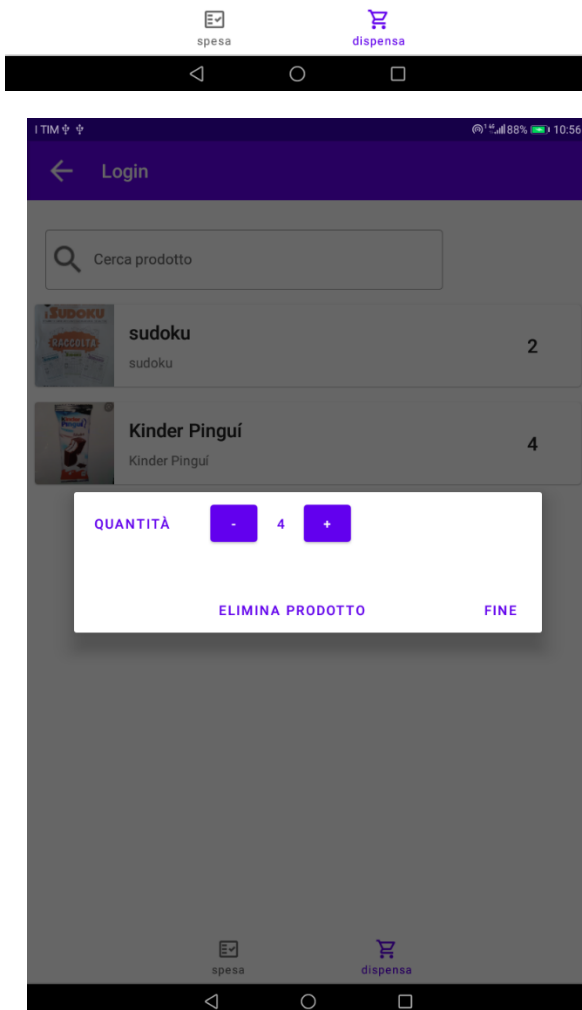 spesa dispensa
I TIM 88% 10:56
Login
Cerca prodotto
SUDOKU
RACCOLTA
sudoku
sudoku
2
Kinder Pinguí
Kinder Pinguí
4
QUANTITÀ - 4 +
ELIMINA PRODOTTO FINE
spesa dispensa